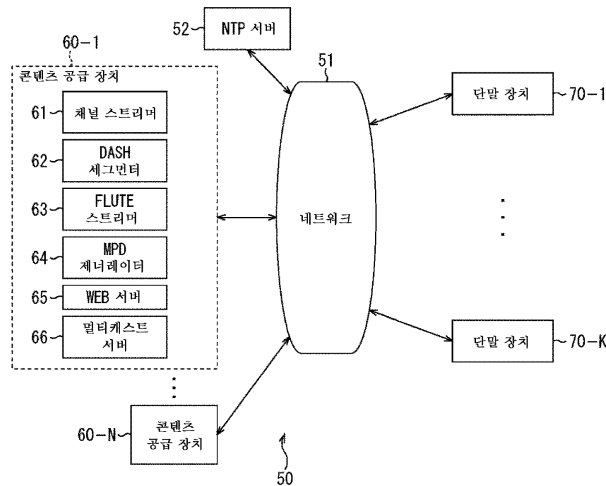 60-1
52
NTP 서버
51
콘텐츠 공급 장치
61
채널 스트리머
62
DASH
세그먼터
63
FLUTE
스트리머
64
MPD
제너레이터
65
WEB 서버
66
멀티캐스트
서버
네트워크
단말 장치
70-1
단말 장치
70-K
60-N
콘텐츠
공급 장치
50